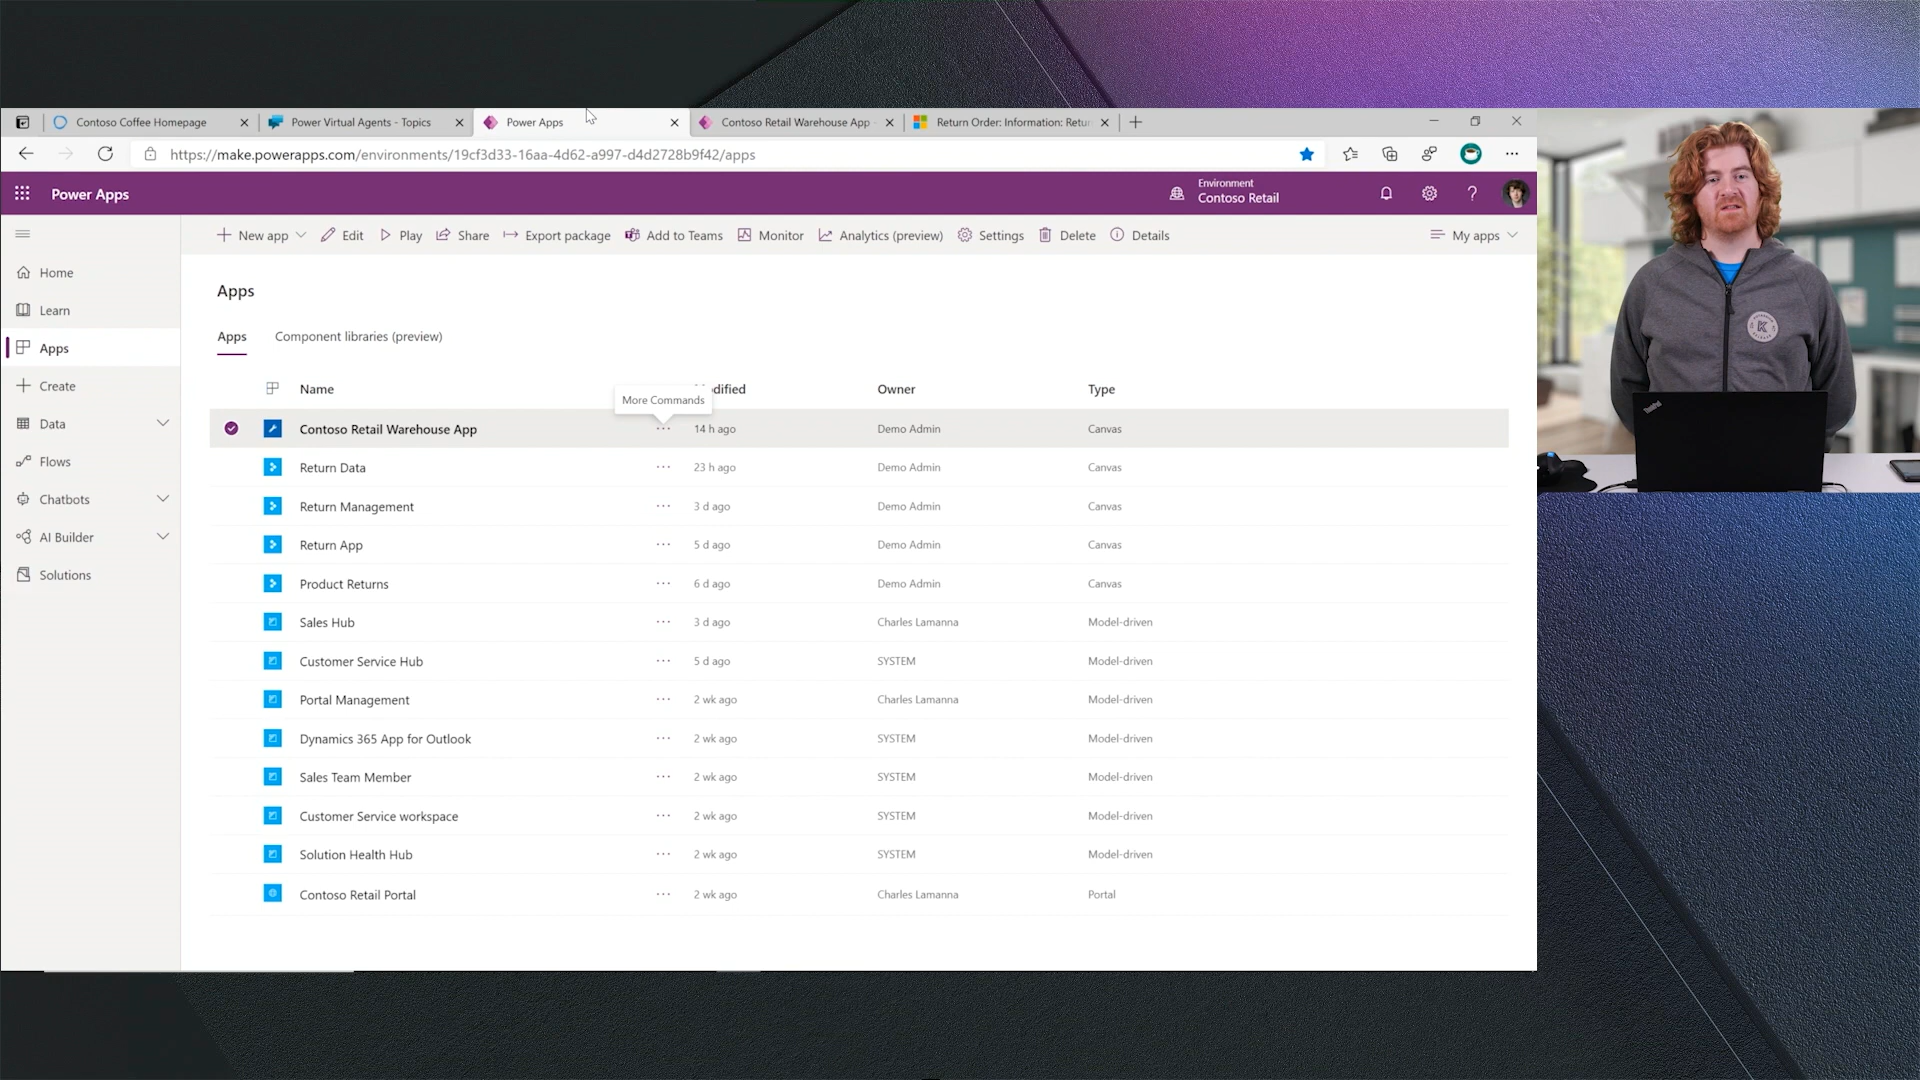 Contoso Coffee Homepage
Power Virtual Agents - Topics
Power Apps
Contoso Retail Warehouse App -
Return Order: Information: Retur
https://make.powerapps.com/environments/19cf3d33-16aa-4d62-a997-d4d2728b9f42/apps
Power Apps
Environment
Contoso Retail
New app
Edit
Play
Share
Export package
Add to Teams
Monitor
Analytics (preview)
Settings
Delete
Details
My apps
Home
Learn
Apps
Create
Data
Flows
Chatbots
AI Builder
Solutions
Apps
Apps
Component libraries (preview)
Name
odified
Owner
Type
More Commands
Contoso Retail Warehouse App ··· 14 h ago Demo Admin Canvas
Return Data ··· 23 h ago Demo Admin Canvas
Return Management ··· 3 d ago Demo Admin Canvas
Return App ··· 5 d ago Demo Admin Canvas
Product Returns ··· 6 d ago Demo Admin Canvas
Sales Hub ··· 3 d ago Charles Lamanna Model-driven
Customer Service Hub ··· 5 d ago SYSTEM Model-driven
Portal Management ··· 2 wk ago Charles Lamanna Model-driven
Dynamics 365 App for Outlook ··· 2 wk ago SYSTEM Model-driven
Sales Team Member ··· 2 wk ago SYSTEM Model-driven
Customer Service workspace ··· 2 wk ago SYSTEM Model-driven
Solution Health Hub ··· 2 wk ago SYSTEM Model-driven
Contoso Retail Portal ··· 2 wk ago Charles Lamanna Portal
K
ThinkPad